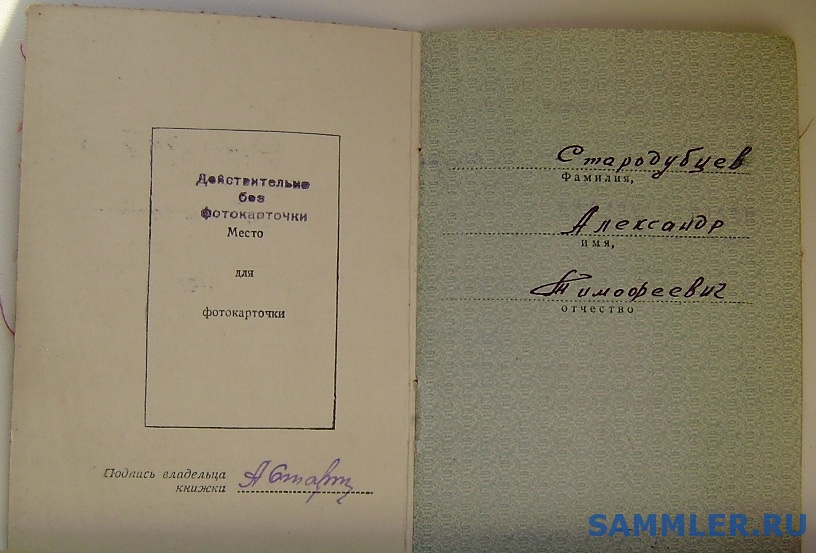 Действительно
без
фотокарточки
Место
для
фотокарточки
Подпись владельца
книжки
Стародубцев
фамилия,
Александр
имя,
Тимофеевич
отчество
SAMMLER.RU